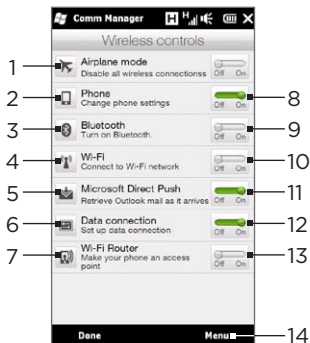 Comm Manager
Wireless controls
1 Airplane mode
Disable all wireless connectionss Off On
2 Phone 8
Change phone settings Off On
3 Bluetooth 9
Turn on Bluetooth. Off On
4 Wi-Fi 10
Connect to Wi-Fi network Off On
5 Microsoft Direct Push 11
Retrieve Outlook mail as it arrives Off On
6 Data connection 12
Set up data connection Off On
7 Wi-Fi Router 13
Make your phone an access
point Off On
Done Menu 14